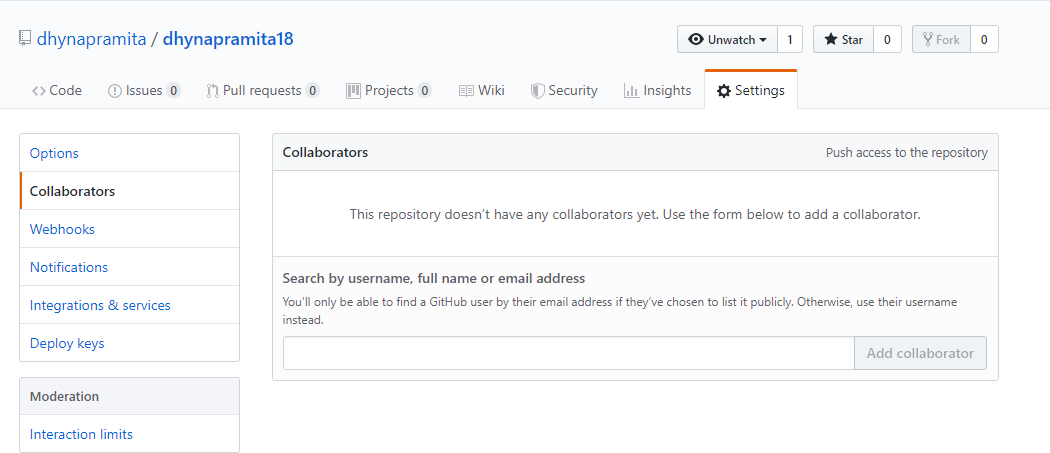 dhynapramita / dhynapramita18
Unwatch 1 Star 0 Fork 0
Code Issues 0 Pull requests 0 Projects 0 Wiki Security Insights Settings
Options
Collaborators
Webhooks
Notifications
Integrations & services
Deploy keys
Moderation
Interaction limits
Collaborators Push access to the repository
This repository doesn't have any collaborators yet. Use the form below to add a collaborator.
Search by username, full name or email address
You'll only be able to find a GitHub user by their email address if they've chosen to list it publicly. Otherwise, use their username
instead.
Add collaborator